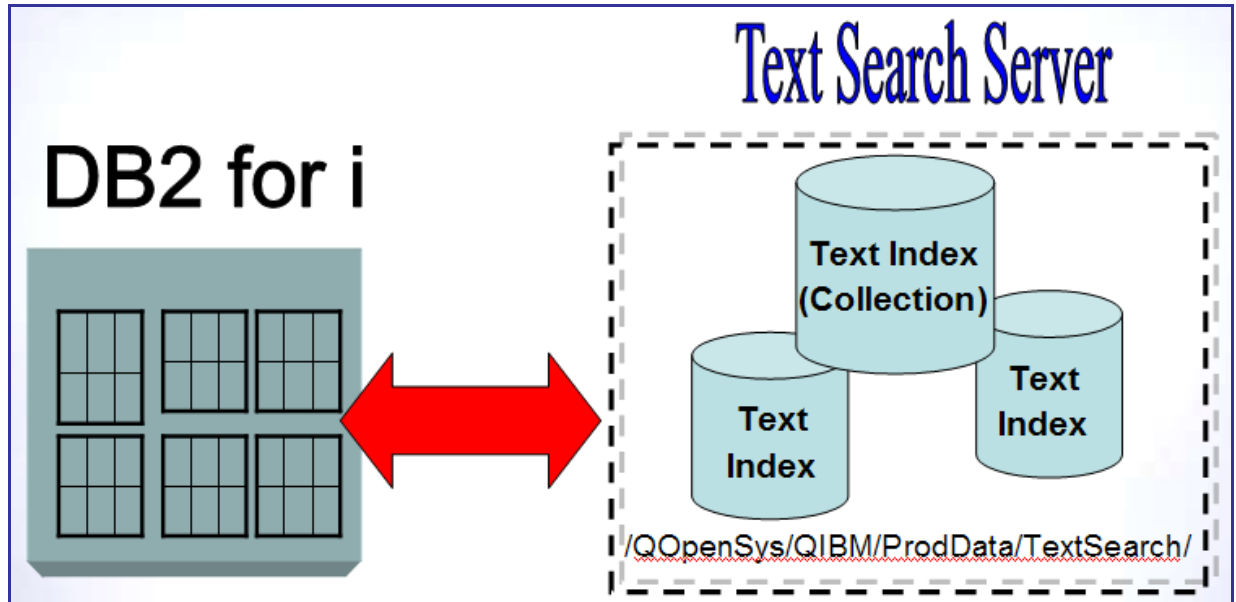 Text Search Server
DB2 for i
Text Index
(Collection)
Text
Index
Text
Index
/QOpenSys/QIBM/ProdData/TextSearch/